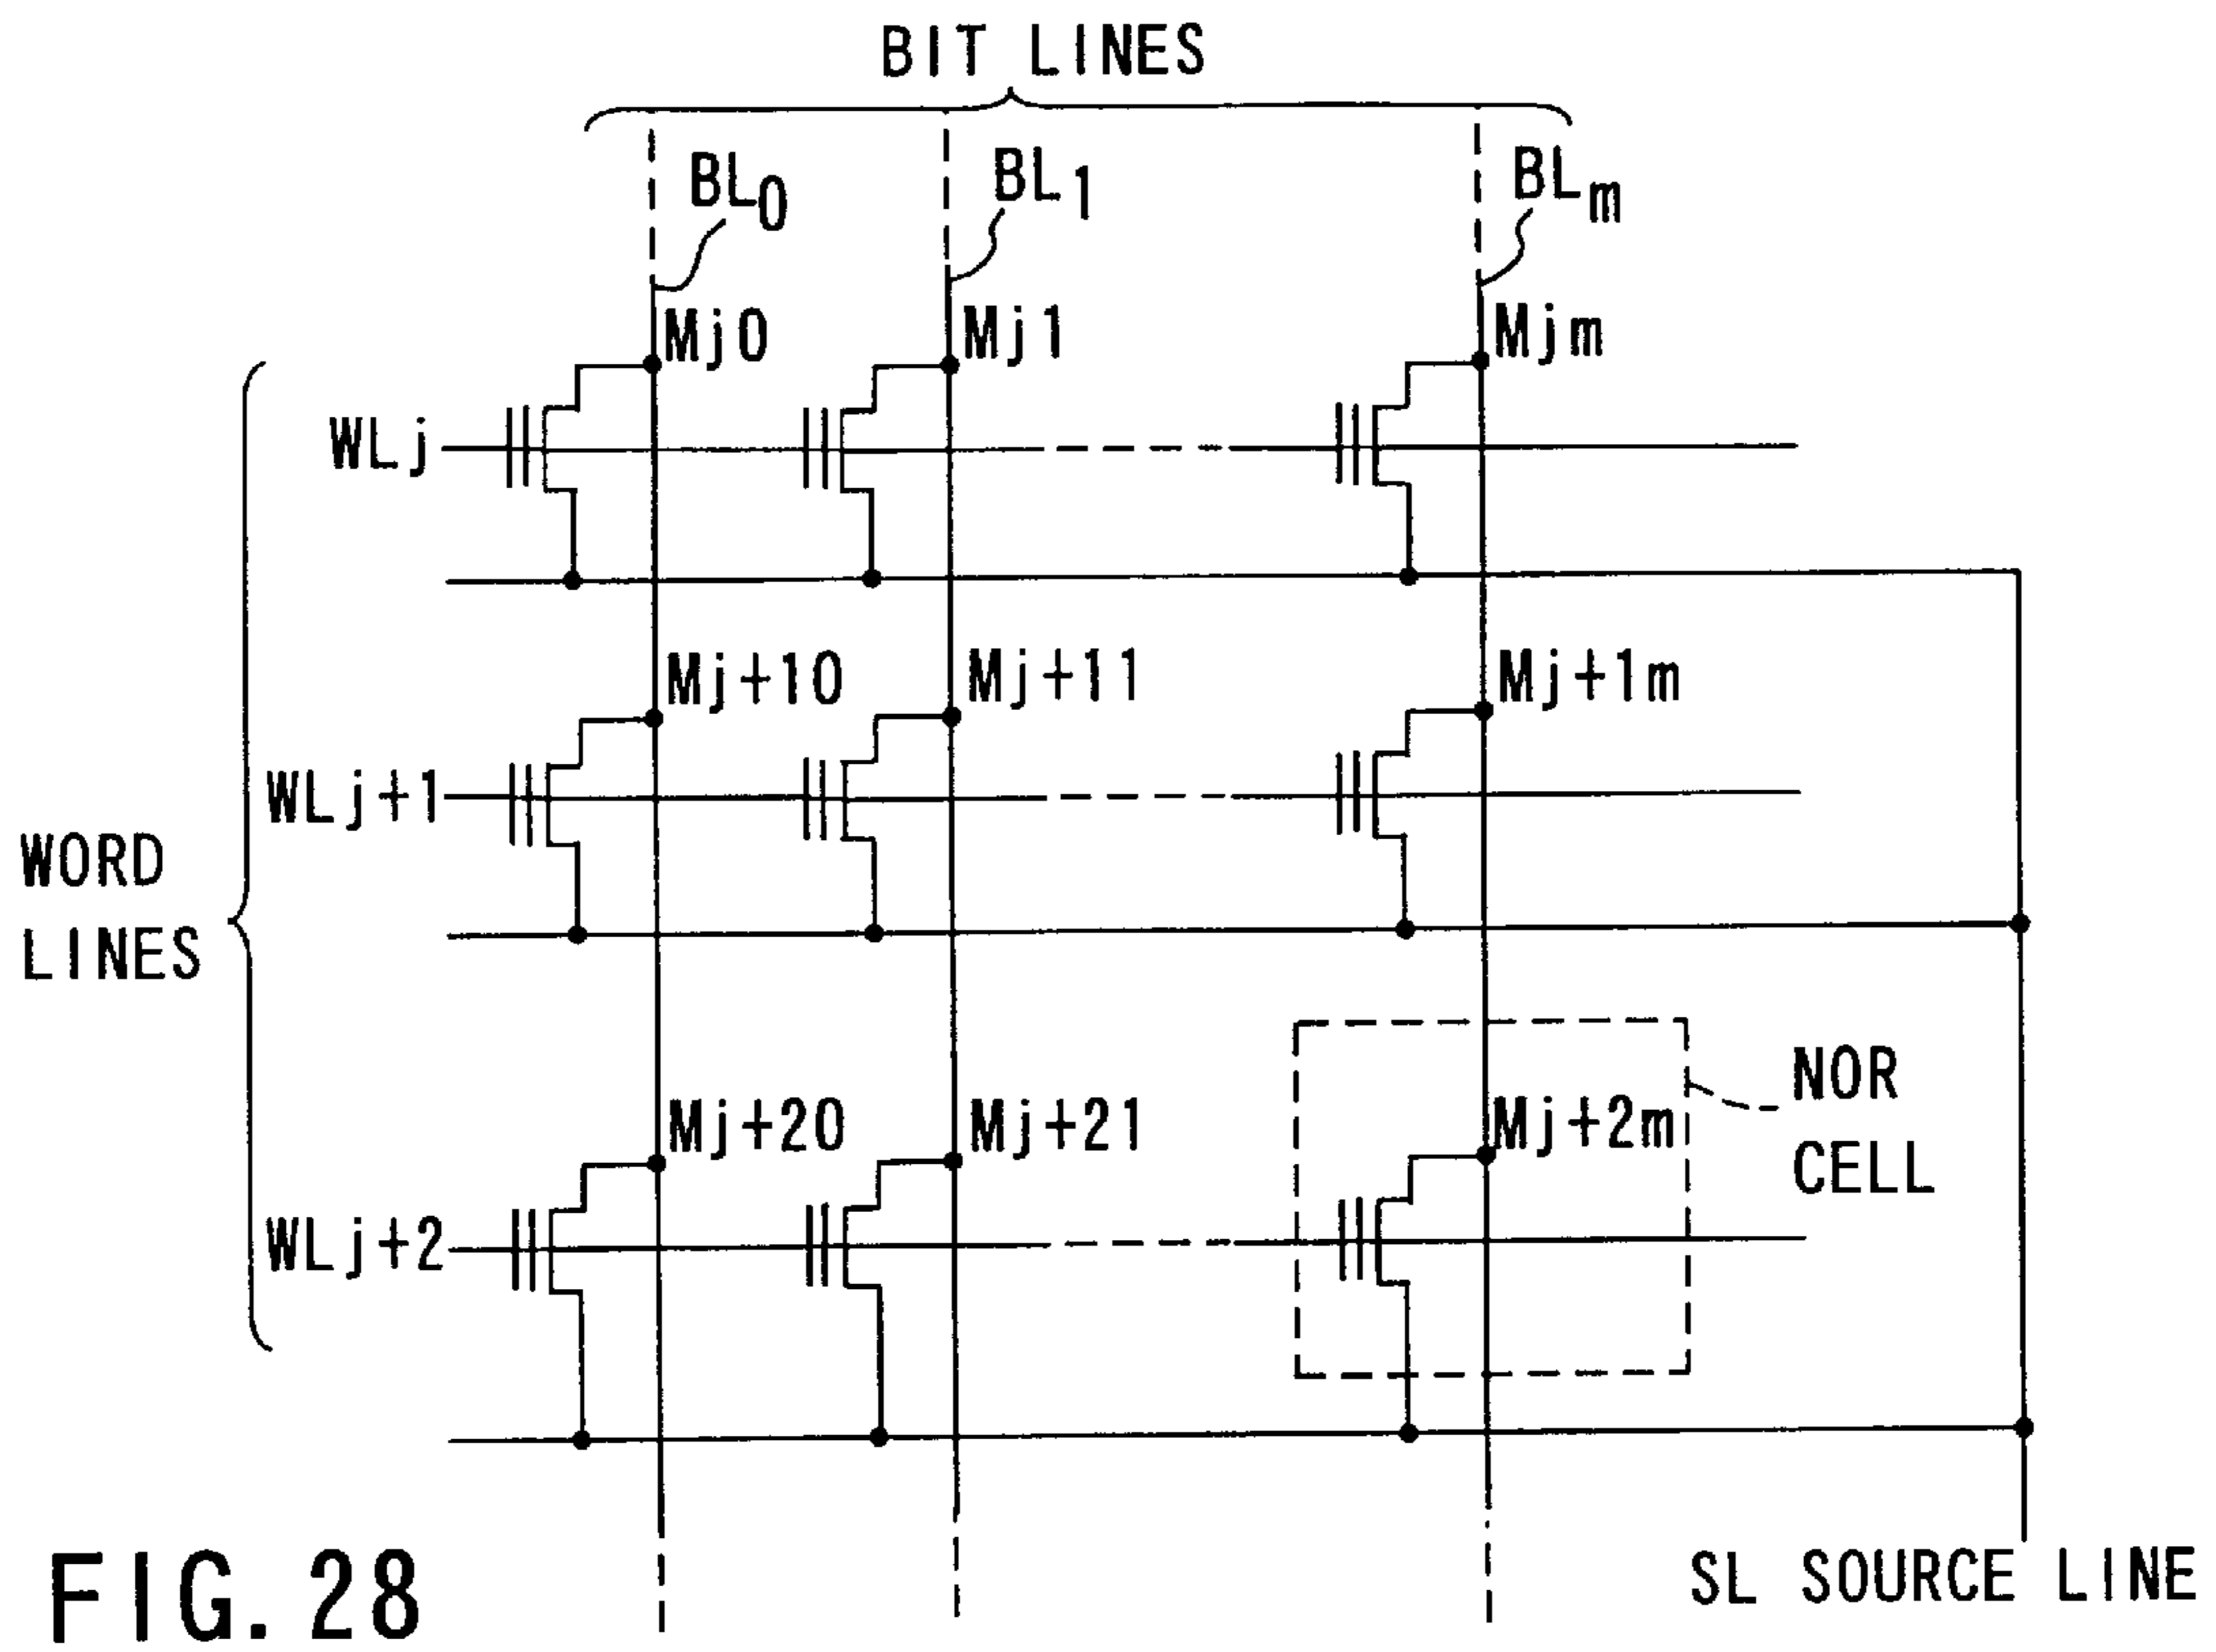 BIT LINES
BL0
BL1
BLm
Mj0
Mj1
Mjm
WLj
Mj+10
Mj+11
Mj+1m
WLj+1
WORD
LINES
NOR
CELL
Mj+20
Mj+21
Mj+2m
WLj+2
SL SOURCE LINE
FIG. 28